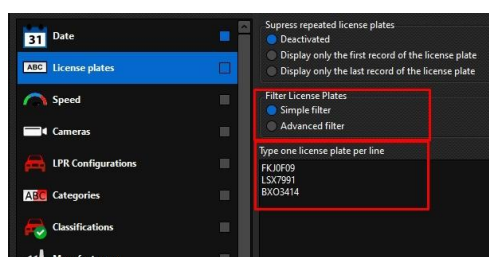 31
Date
ABC
License plates
Speed
Cameras
LPR Configurations
ABC
Categories
Classifications
Supress repeated license plates
Deactivated
Display only the first record of the license plate
Display only the last record of the license plate
Filter License Plates
Simple filter
Advanced filter
Type one license plate per line
FKJ0F09
LSX7991
BXO3414